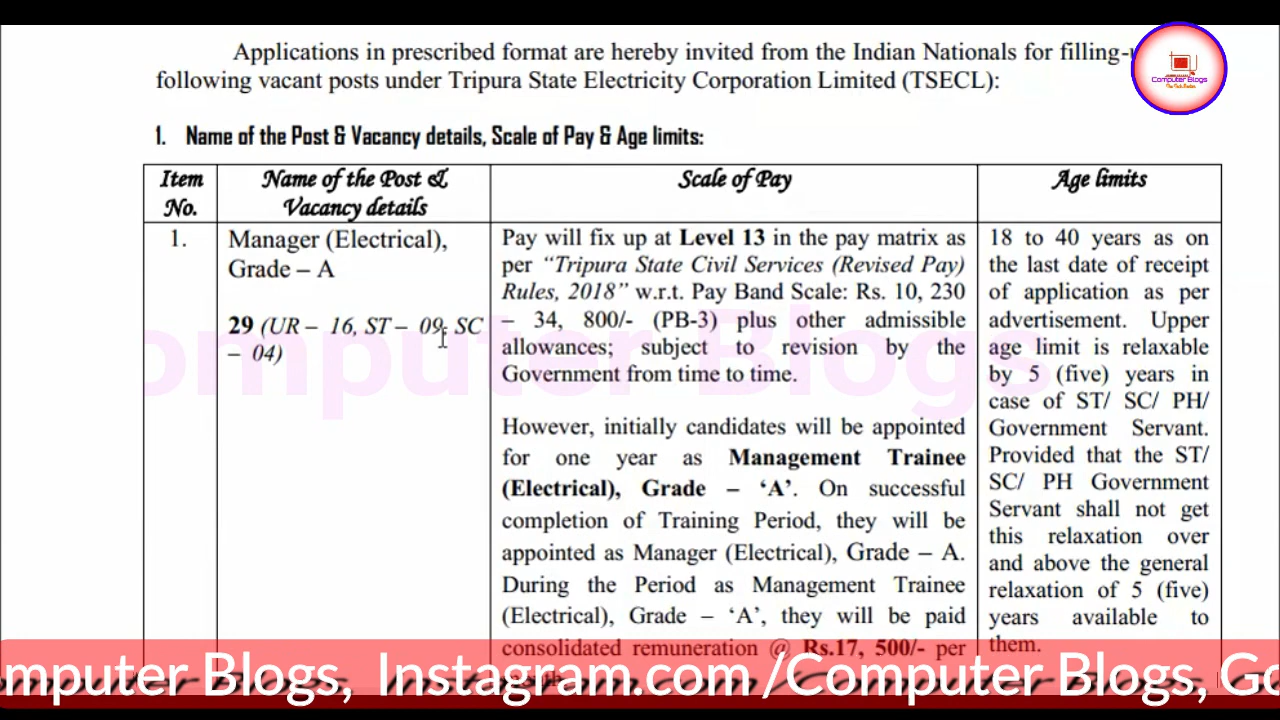 Applications in prescribed format are hereby invited from the Indian Nationals for filling-
following vacant posts under Tripura State Electricity Corporation Limited (TSECL):
Computer Blogs
1. Name of the Post & Vacancy details, Scale of Pay & Age limits:
Item No.
Name of the Post & Vacancy details
Scale of Pay
Age limits
1.
Manager (Electrical),
Grade – A
29 (UR – 16, ST – 09, SC
– 04)
Pay will fix up at Level 13 in the pay matrix as
per “Tripura State Civil Services (Revised Pay)
Rules, 2018” w.r.t. Pay Band Scale: Rs. 10, 230
– 34, 800/- (PB-3) plus other admissible
allowances; subject to revision by the
Government from time to time.
However, initially candidates will be appointed
for one year as Management Trainee
(Electrical), Grade – ‘A’. On successful
completion of Training Period, they will be
appointed as Manager (Electrical), Grade – A.
During the Period as Management Trainee
(Electrical), Grade – ‘A’, they will be paid
consolidated remuneration @ Rs.17, 500/- per
18 to 40 years as on
the last date of receipt
of application as per
advertisement. Upper
age limit is relaxable
by 5 (five) years in
case of ST/ SC/ PH/
Government Servant.
Provided that the ST/
SC/ PH Government
Servant shall not get
this relaxation over
and above the general
relaxation of 5 (five)
years available to
them.
omputer Blogs
omputer Blogs, Instagram.com /Computer Blogs, Go